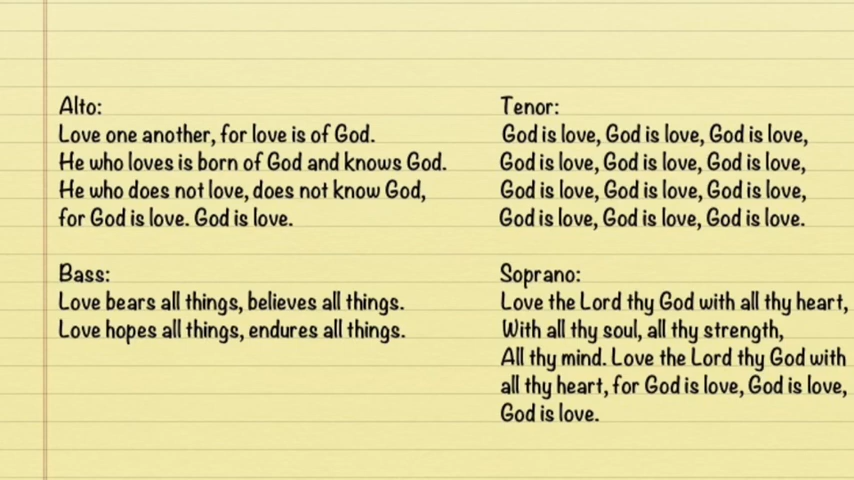 Alto:
Love one another, for love is of God.
He who loves is born of God and knows God.
He who does not love, does not know God,
for God is love. God is love.
Bass:
Love bears all things, believes all things.
Love hopes all things, endures all things.
Tenor:
God is love, God is love, God is love,
God is love, God is love, God is love,
God is love, God is love, God is love,
God is love, God is love, God is love.
Soprano:
Love the Lord thy God with all thy heart,
With all thy soul, all thy strength,
All thy mind. Love the Lord thy God with
all thy heart, for God is love, God is love,
God is love.